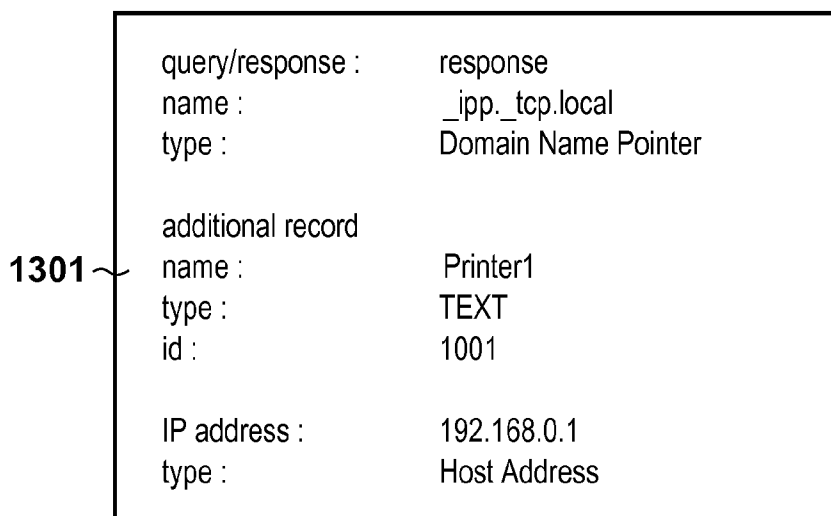 query/response : response
name : _ipp._tcp.local
type : Domain Name Pointer
additional record
1301 name : Printer1
type : TEXT
id : 1001
IP address : 192.168.0.1
type : Host Address